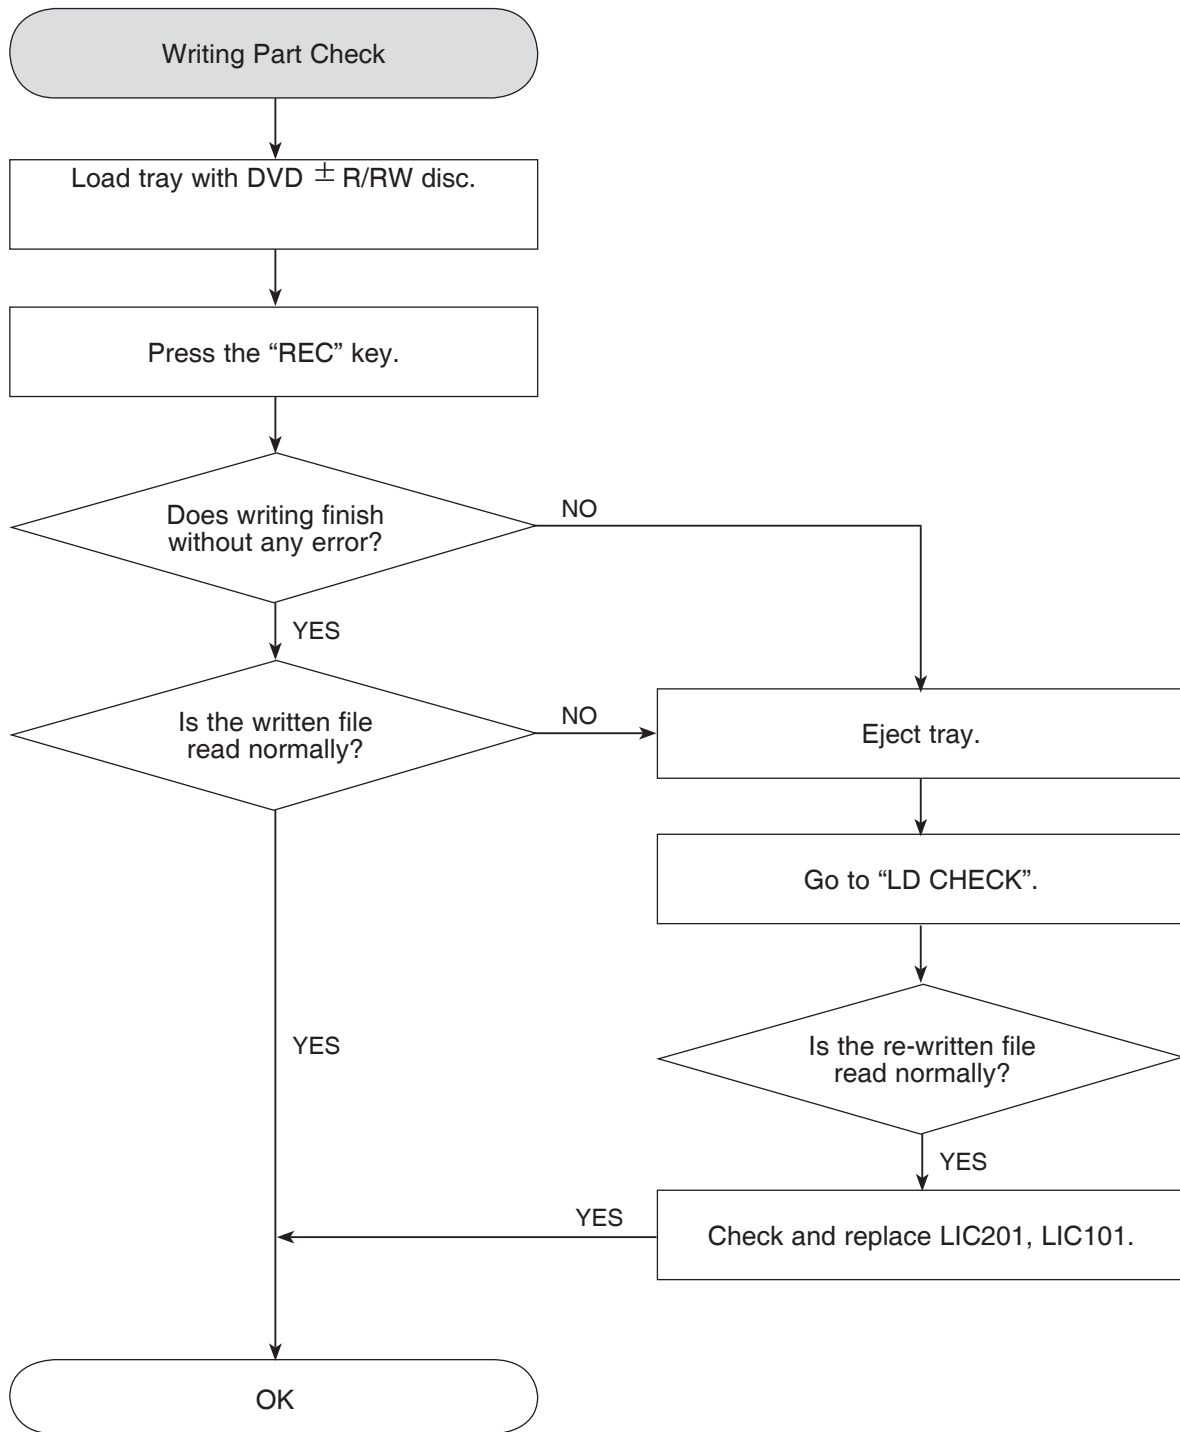 Writing Part Check
Load tray with DVD ± R/RW disc.
Press the “REC” key.
Does writing finish
without any error?
NO
YES
Is the written file
read normally?
NO
Eject tray.
Go to “LD CHECK”.
YES
Is the re-written file
read normally?
YES
YES
Check and replace LIC201, LIC101.
OK